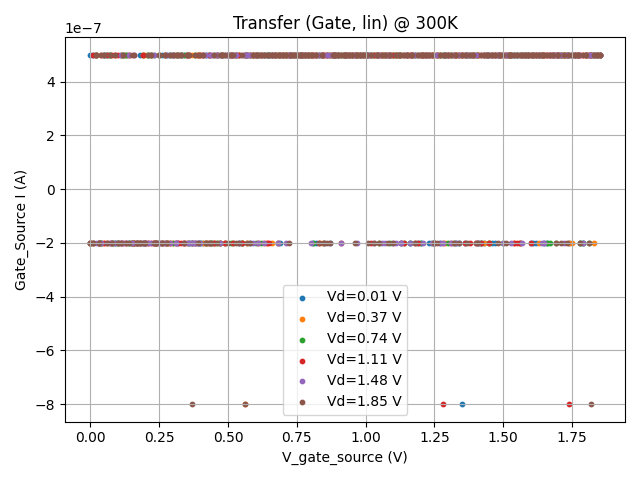 Transfer (Gate, lin) @ 300K
1e−7
4
2
0
−2
−4
−6
−8
Gate_Source I (A)
Vd=0.01 V
Vd=0.37 V
Vd=0.74 V
Vd=1.11 V
Vd=1.48 V
Vd=1.85 V
0.00 0.25 0.50 0.75 1.00 1.25 1.50 1.75
V_gate_source (V)